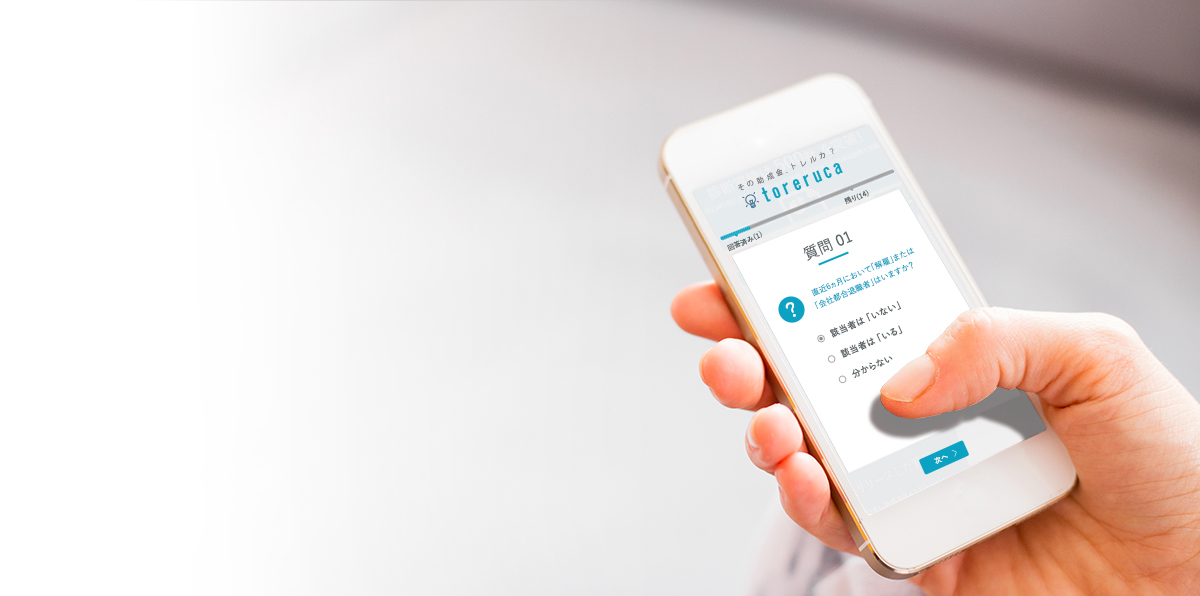 その助成金、トレルカ？
toreruca
残り(14)
回答済み(1)
質問 01
直近6ヵ月において「解雇」または
「会社都合退職者」はいますか?
該当者は「いない」
該当者は「いる」
分からない
次へ